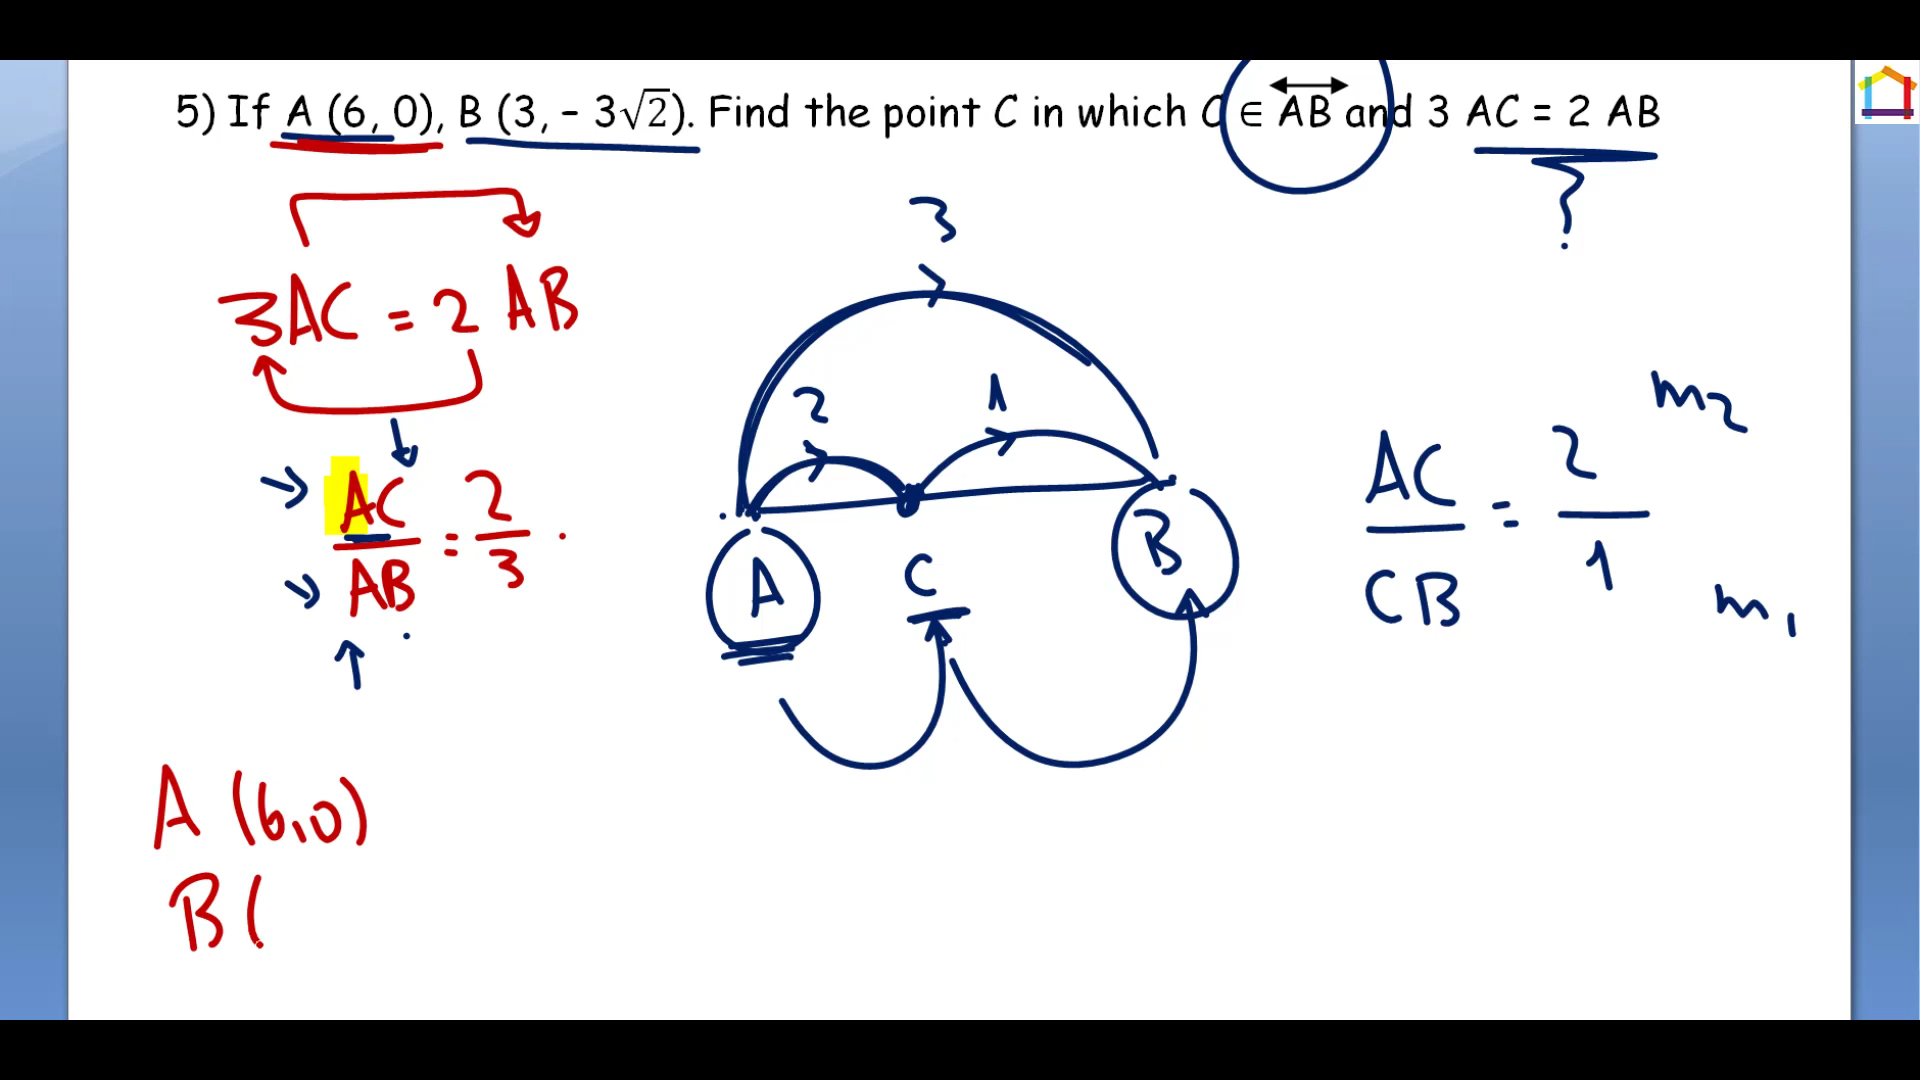 5) If A (6, 0), B (3, – 3√2). Find the point C in which C ∈ AB and 3 AC = 2 AB
?
3
3AC = 2 AB
2
1
m2
AC/AB = 2/3
AC/CB = 2/1
A
C
B
m1
A (6,0)
B (